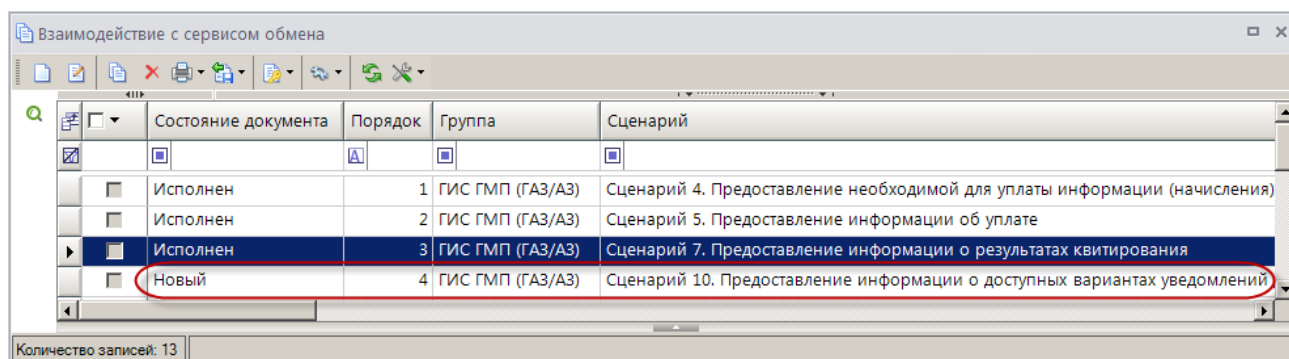 Взаимодействие с сервисом обмена
Состояние документа Порядок Группа Сценарий
Исполнен 1 ГИС ГМП (ГАЗ/АЗ) Сценарий 4. Предоставление необходимой для уплаты информации (начисления)
Исполнен 2 ГИС ГМП (ГАЗ/АЗ) Сценарий 5. Предоставление информации об уплате
Исполнен 3 ГИС ГМП (ГАЗ/АЗ) Сценарий 7. Предоставление информации о результатах квитирования
Новый 4 ГИС ГМП (ГАЗ/АЗ) Сценарий 10. Предоставление информации о доступных вариантах уведомлений
Количество записей: 13